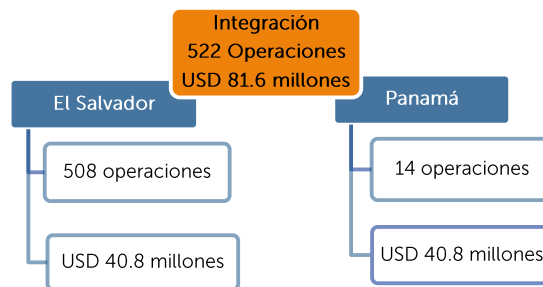 Integración
522 Operaciones
USD 81.6 millones
El Salvador
508 operaciones
USD 40.8 millones
Panamá
14 operaciones
USD 40.8 millones